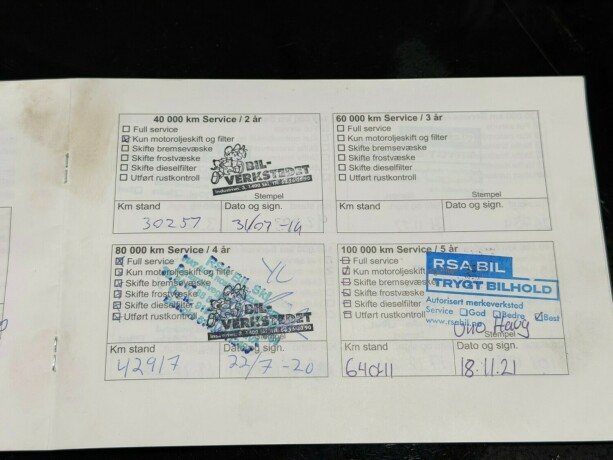 40 000 km Service / 2 år
Full service
Kun motoroljeskift og filter
Skifte bremsevæske
Skifte frostvæske
Skifte dieselfilter
Utført rustkontroll
BIL-
VERKSTEDET
Stempel
Km stand
Dato og sign.
30257
31/07 -14
60 000 km Service / 3 år
Full service
Kun motoroljeskift og filter
Skifte bremsevæske
Skifte frostvæske
Skifte dieselfilter
Utført rustkontroll
Stempel
Km stand
Dato og sign.
80 000 km Service / 4 år
Full service
Kun motoroljeskift og filter
Skifte bremsevæske
Skifte frostvæske
Skifte dieselfilter
Utført rustkontroll
BIL-
VERKSTEDET
Km stand
Dato og sign.
42917
22/7 -20
100 000 km Service / 5 år
Full service
Kun motoroljeskift
Skifte bremsevæske
Skifte frostvæske
Skifte dieselfilter
Utført rustkontroll
RSA BIL
TRYGT BILHOLD
Autorisert merkeverksted
Service God Bedre Best
www.rsabil.no
Stempel
Km stand
Dato og sign.
18.11.21